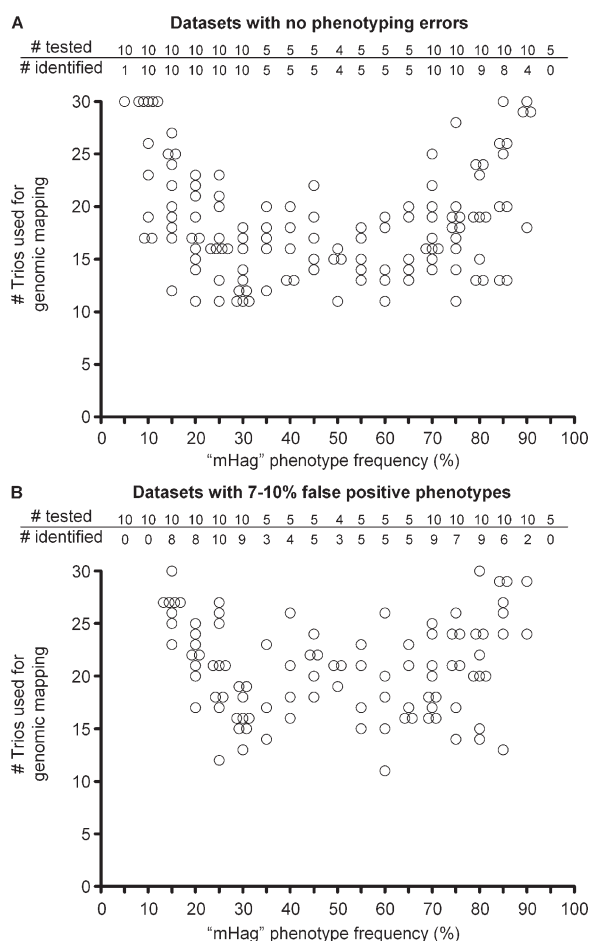 A
Datasets with no phenotyping errors
# tested 10 10 10 10 10 10 5 5 5 4 5 5 5 10 10 10 10 10 5
# identified 1 10 10 10 10 10 5 5 5 4 5 5 5 10 10 9 8 4 0
30
25
20
15
10
5
0
# Trios used for
genomic mapping
0 10 20 30 40 50 60 70 80 90 100
“mHag” phenotype frequency (%)
B
Datasets with 7-10% false positive phenotypes
# tested 10 10 10 10 10 10 5 5 5 4 5 5 5 10 10 10 10 10 5
# identified 0 0 8 8 10 9 3 4 5 3 5 5 5 9 7 9 6 2 0
30
25
20
15
10
5
0
# Trios used for
genomic mapping
0 10 20 30 40 50 60 70 80 90 100
“mHag” phenotype frequency (%)